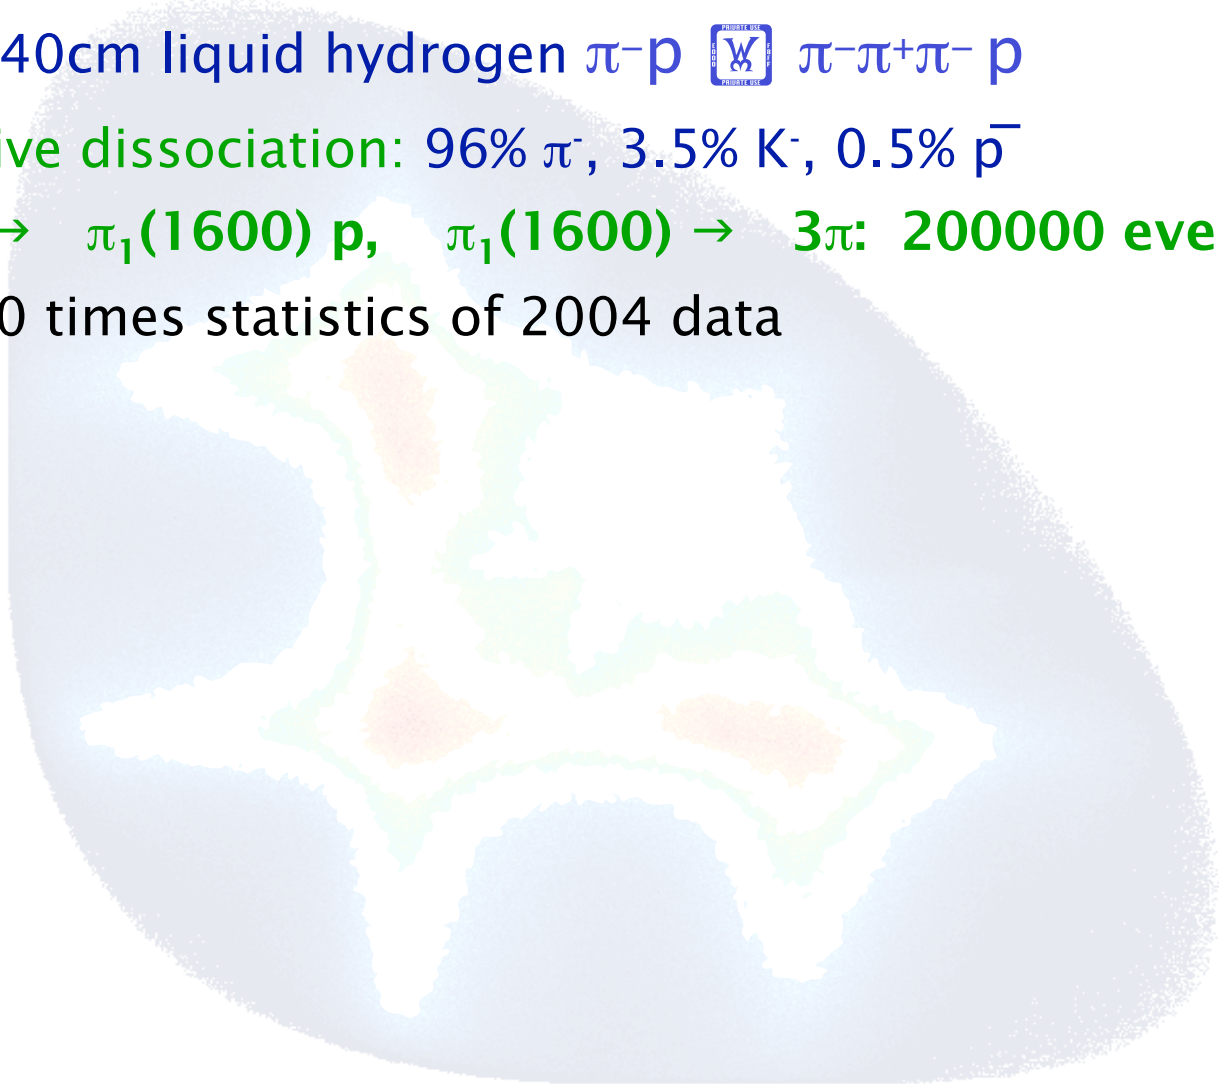 40cm liquid hydrogen π⁻p π⁻π⁺π⁻ p
ive dissociation: 96% π⁻, 3.5% K⁻, 0.5% p̅
→ π₁(1600) p, π₁(1600) → 3π: 200000 eve
0 times statistics of 2004 data